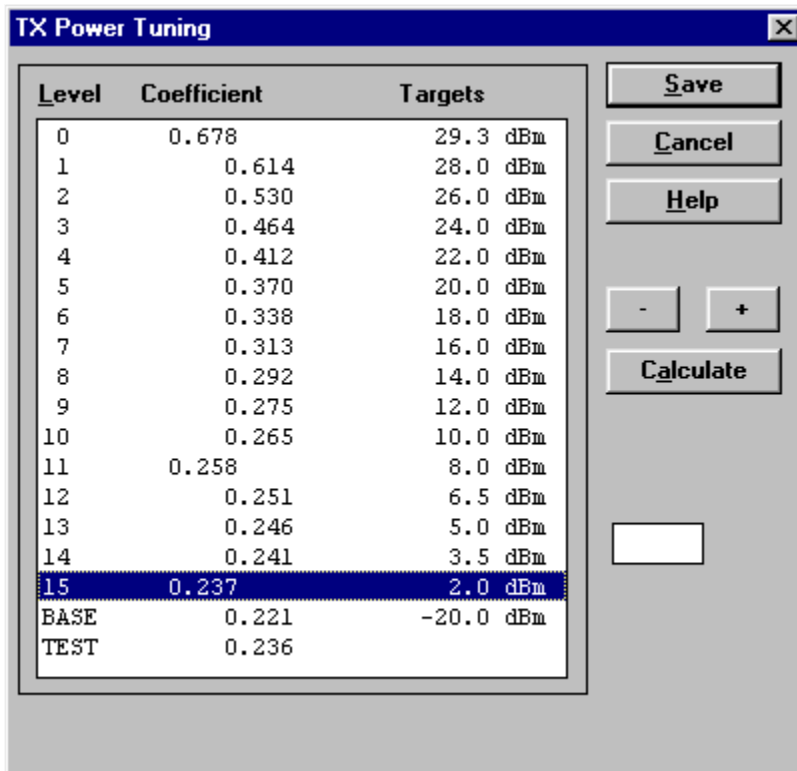 TX Power Tuning
Level Coefficient Targets
0 0.678 29.3 dBm
1 0.614 28.0 dBm
2 0.530 26.0 dBm
3 0.464 24.0 dBm
4 0.412 22.0 dBm
5 0.370 20.0 dBm
6 0.338 18.0 dBm
7 0.313 16.0 dBm
8 0.292 14.0 dBm
9 0.275 12.0 dBm
10 0.265 10.0 dBm
11 0.258 8.0 dBm
12 0.251 6.5 dBm
13 0.246 5.0 dBm
14 0.241 3.5 dBm
15 0.237 2.0 dBm
BASE 0.221 -20.0 dBm
TEST 0.236
Save
Cancel
Help
- +
Calculate